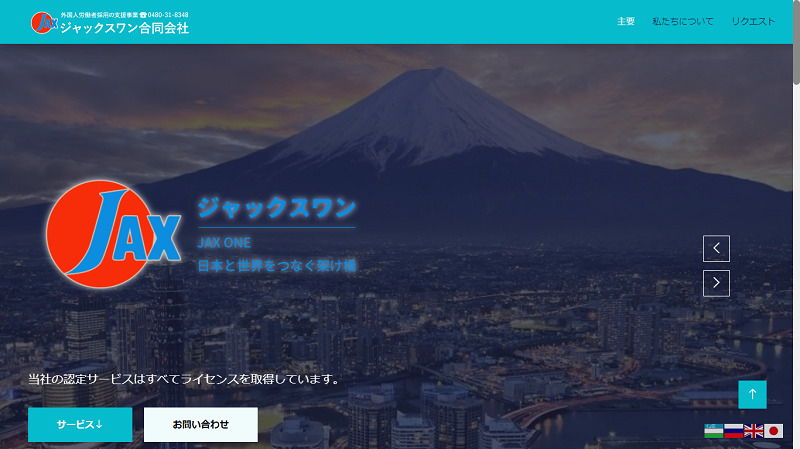 外国人労働者採用の支援事業 ☎ 0480-31-8348
JAX
ジャックスワン合同会社
主要
私たちについて
リクエスト
JAX
ジャックスワン
JAX ONE
日本と世界をつなぐ架け橋
当社の認定サービスはすべてライセンスを取得しています。
サービス↓
お問い合わせ